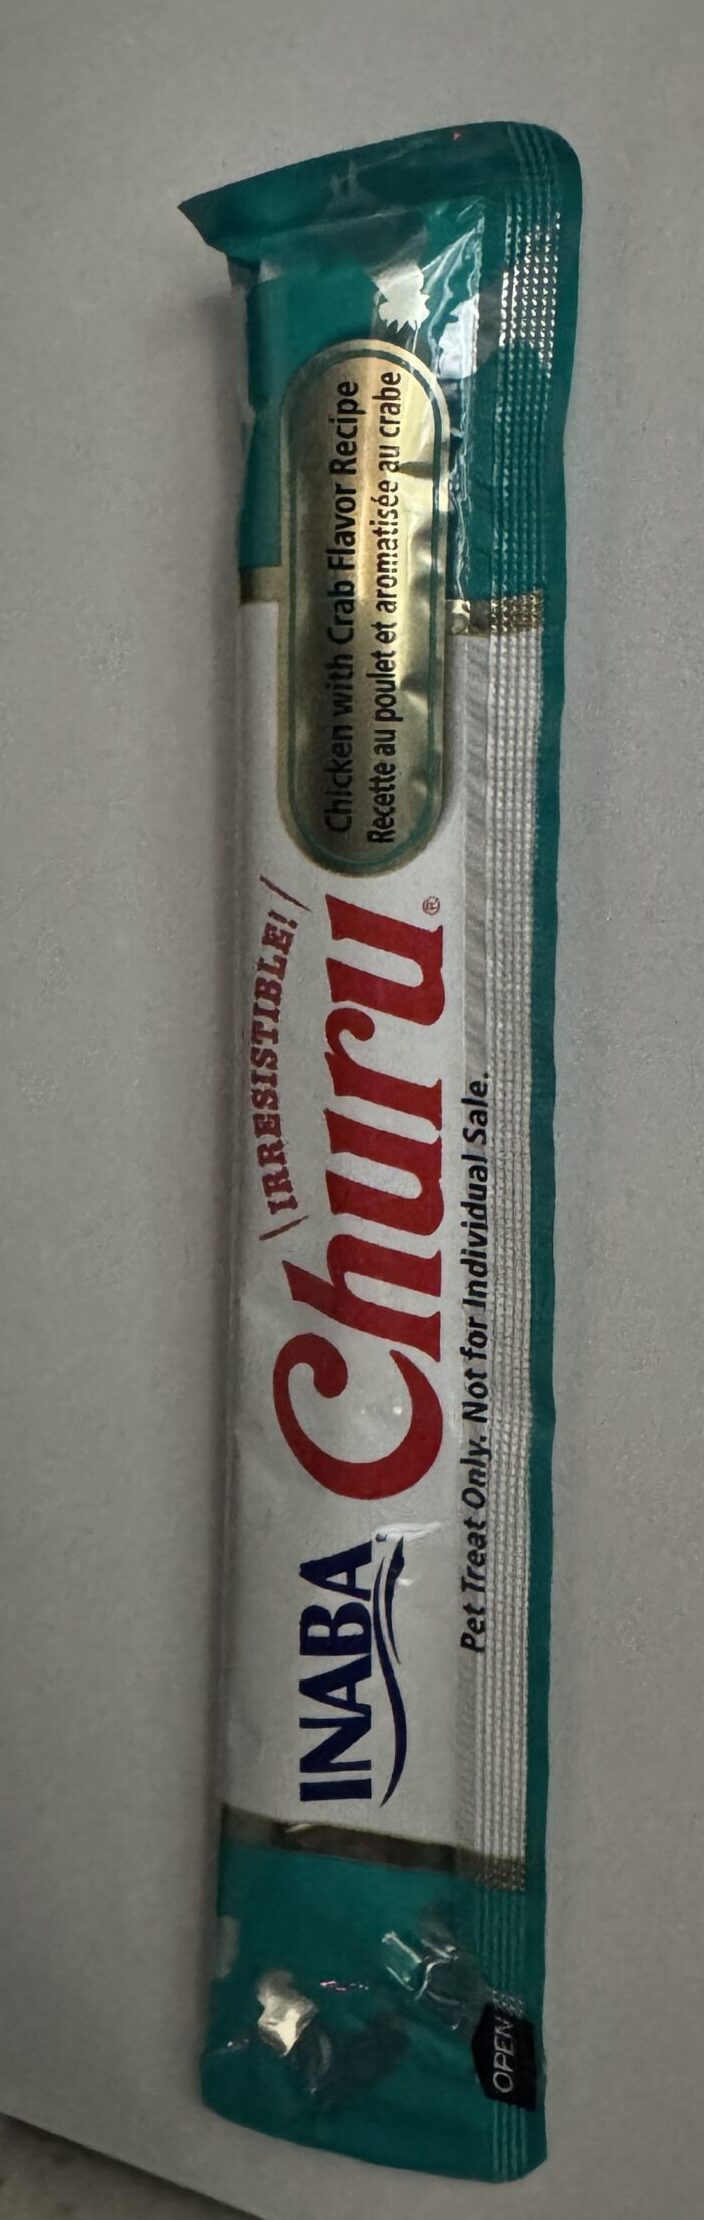 INABA
\IRRESISTIBLE!/
Churu®
Chicken with Crab Flavor Recipe
Recette au poulet et aromatisée au crabe
Pet Treat Only. Not for Individual Sale.
OPEN